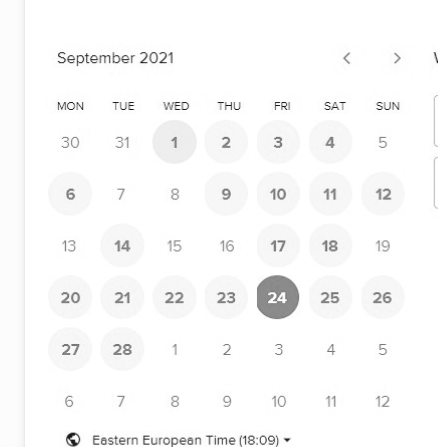 September 2021
MON TUE WED THU FRI SAT SUN
30 31 1 2 3 4 5
6 7 8 9 10 11 12
13 14 15 16 17 18 19
20 21 22 23 24 25 26
27 28 1 2 3 4 5
6 7 8 9 10 11 12
Eastern European Time (18:09)